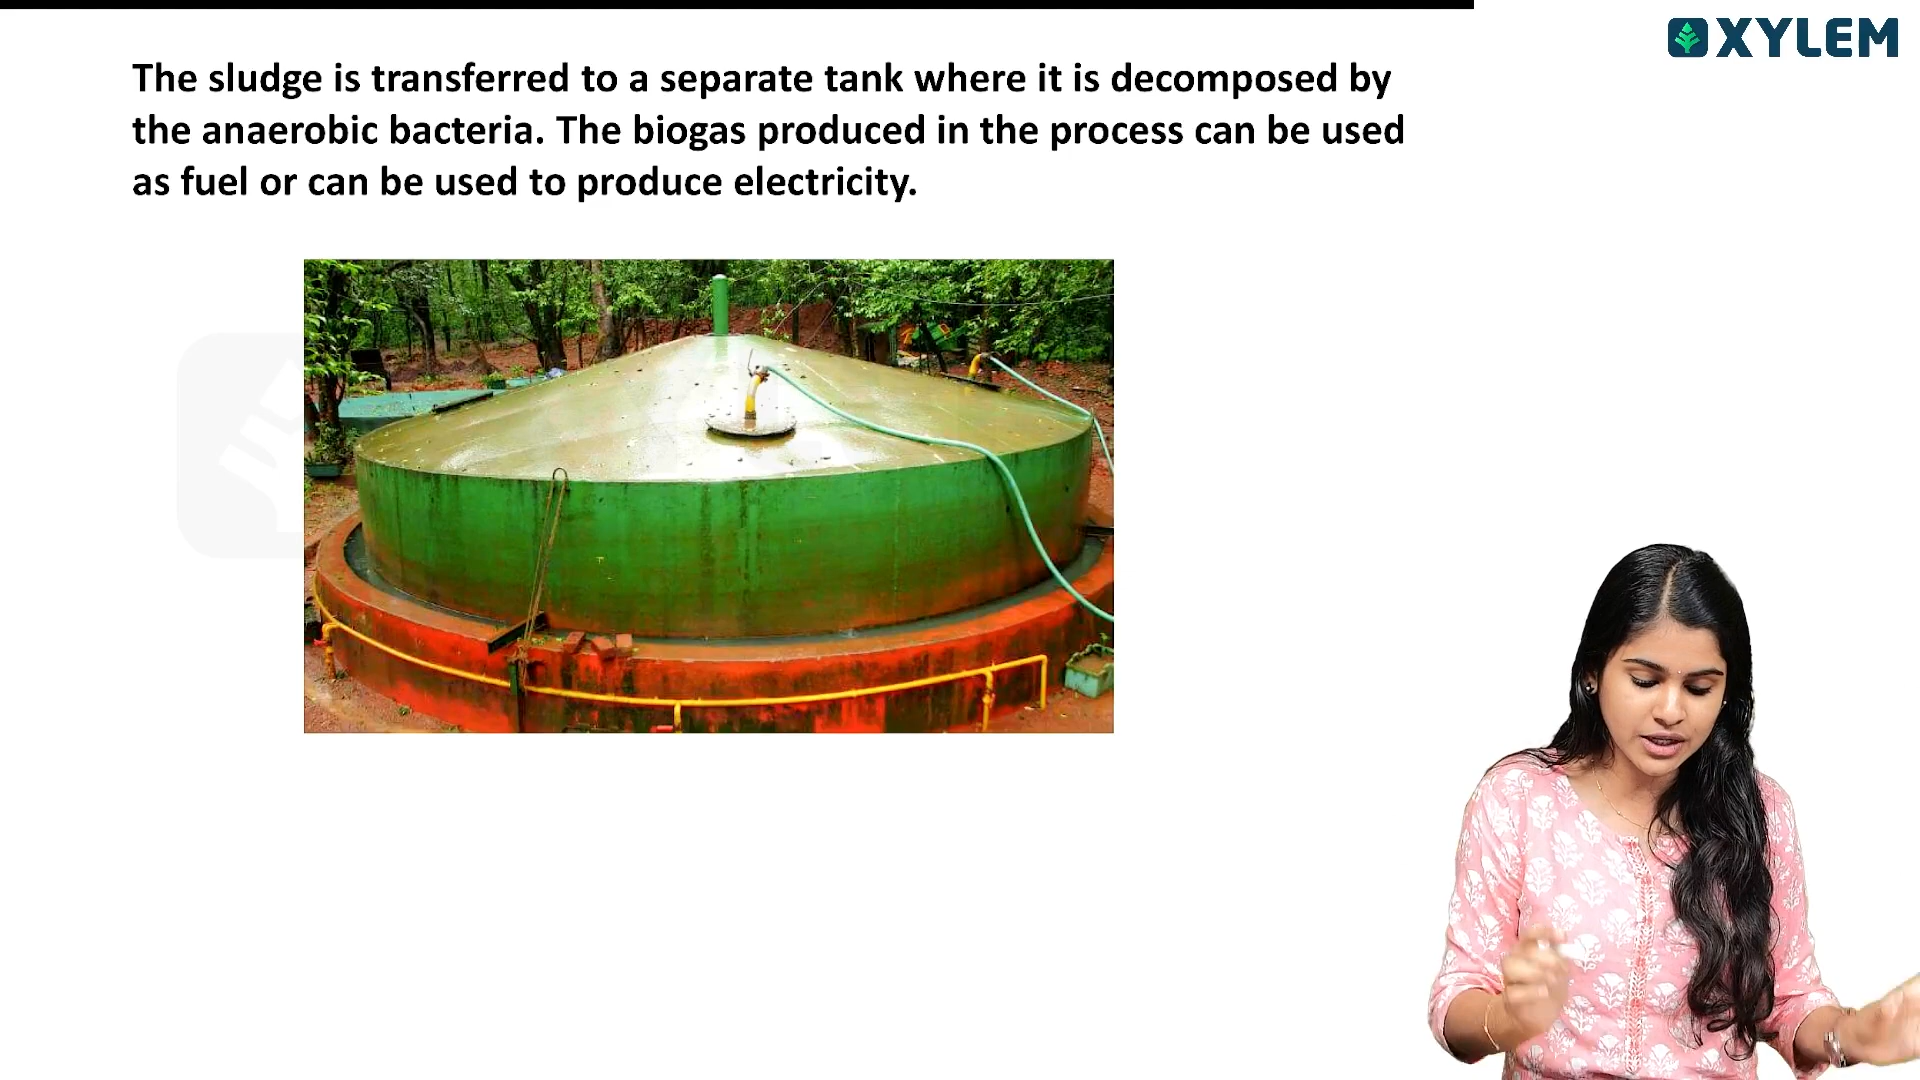 XYLEM
The sludge is transferred to a separate tank where it is decomposed by
the anaerobic bacteria. The biogas produced in the process can be used
as fuel or can be used to produce electricity.